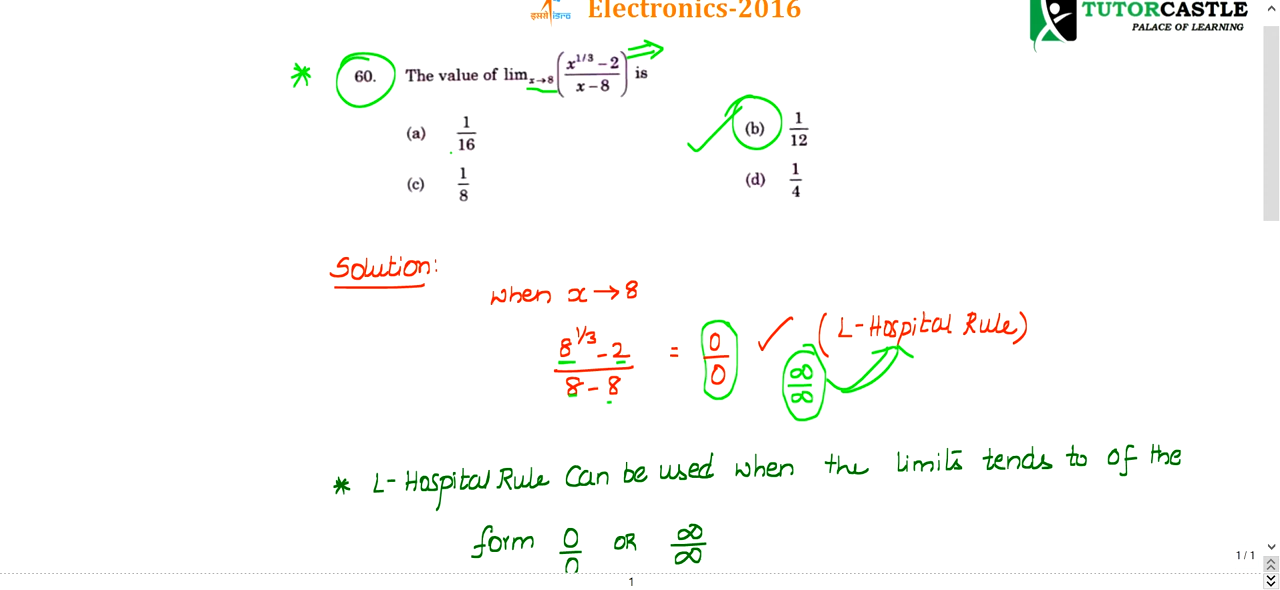 इसरो isro Electronics-2016
TUTORCASTLE
PALACE OF LEARNING
60. The value of lim_{x→8} ( (x^{1/3} − 2) / (x − 8) ) is
(a) 1/16
(b) 1/12
(c) 1/8
(d) 1/4
Solution:
when x → 8
(8^{1/3} - 2) / (8 - 8) = 0/0 ✓ (L-Hospital Rule)
∞/∞
* L-Hospital Rule can be used when the limits tends to of the
form 0/0 OR ∞/∞
1 / 1
1